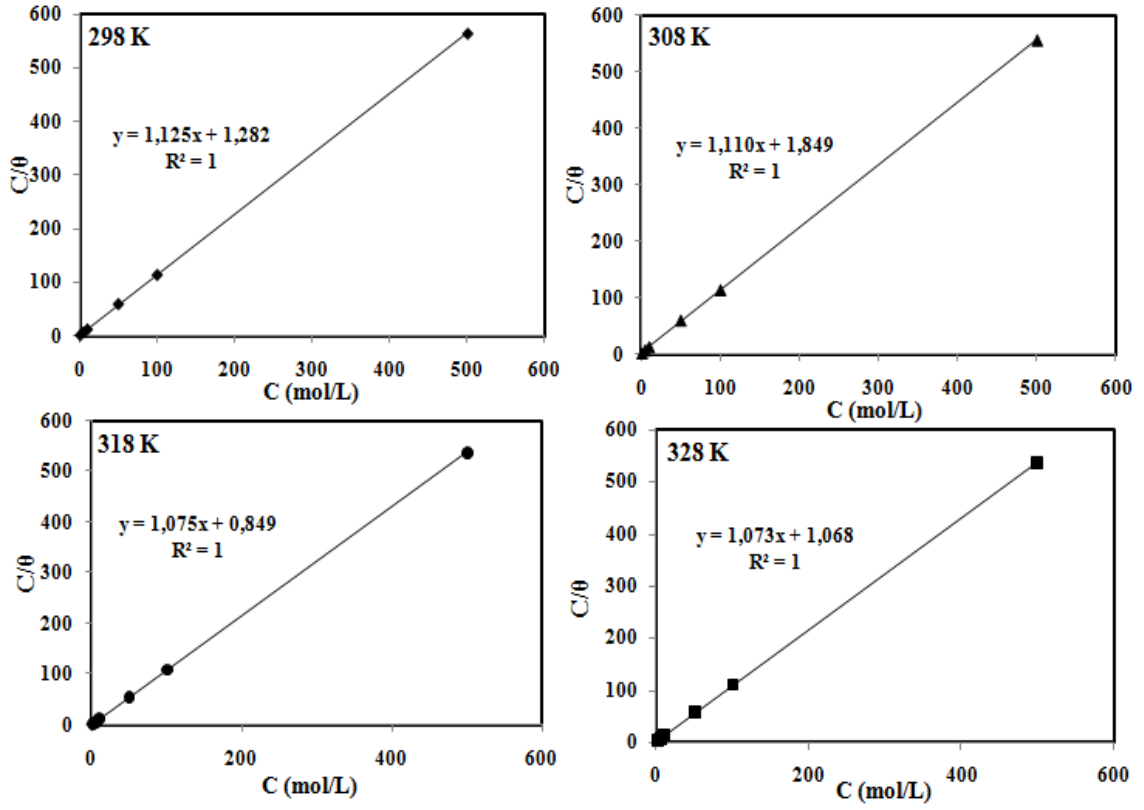 298 K
600
500
400
300
200
100
0
C/θ
y = 1,125x + 1,282
R² = 1
0 100 200 300 400 500 600
C (mol/L)
308 K
600
500
400
300
200
100
0
C/θ
y = 1,110x + 1,849
R² = 1
0 100 200 300 400 500 600
C (mol/L)
318 K
600
500
400
300
200
100
0
C/θ
y = 1,075x + 0,849
R² = 1
0 200 400 600
C (mol/L)
328 K
600
500
400
300
200
100
0
C/θ
y = 1,073x + 1,068
R² = 1
0 200 400 600
C (mol/L)